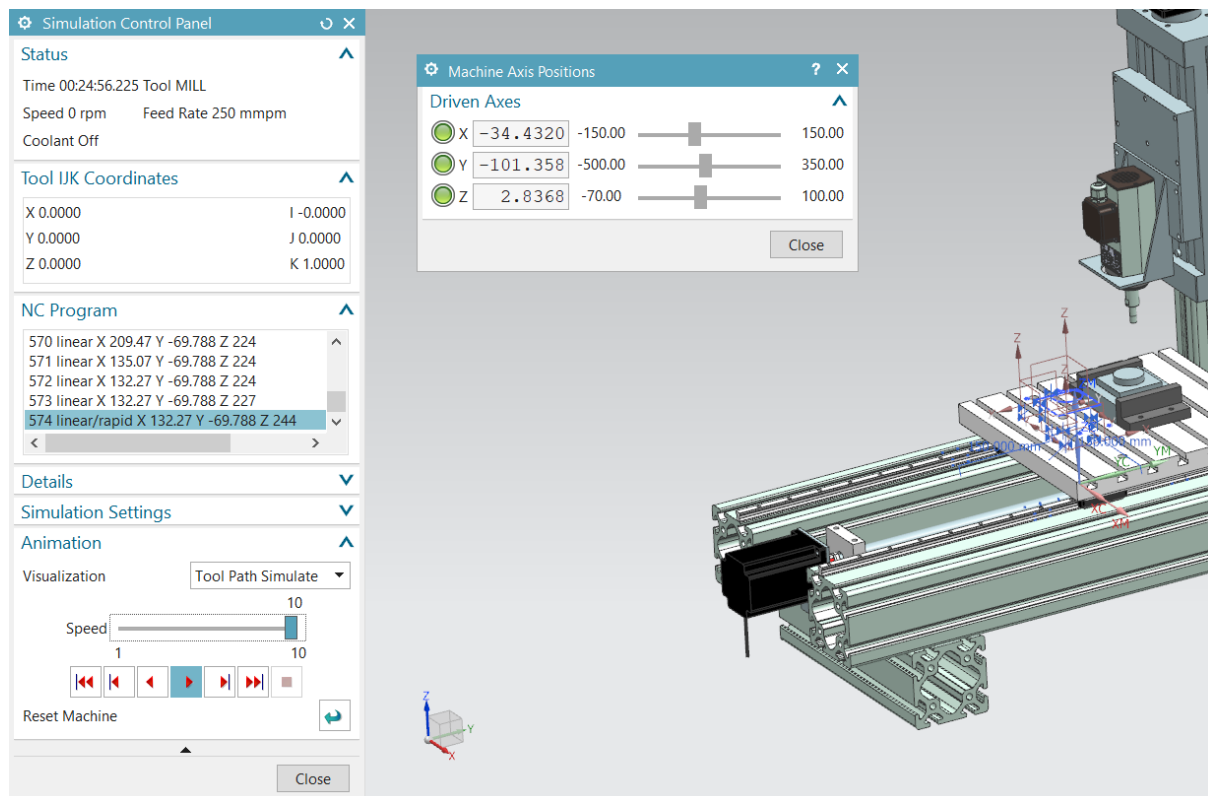 Simulation Control Panel
Status
Time 00:24:56.225 Tool MILL
Speed 0 rpm Feed Rate 250 mmpm
Coolant Off
Tool IJK Coordinates
X 0.0000 I -0.0000
Y 0.0000 J 0.0000
Z 0.0000 K 1.0000
NC Program
570 linear X 209.47 Y -69.788 Z 224
571 linear X 135.07 Y -69.788 Z 224
572 linear X 132.27 Y -69.788 Z 224
573 linear X 132.27 Y -69.788 Z 227
574 linear/rapid X 132.27 Y -69.788 Z 244
Details
Simulation Settings
Animation
Visualization Tool Path Simulate
10
Speed
1 10
Reset Machine
Close
Machine Axis Positions ?
Driven Axes
X -34.4320 -150.00 150.00
Y -101.358 -500.00 350.00
Z 2.8368 -70.00 100.00
Close
Z
Z
Z
YM
XC
XM
Z
Y
X